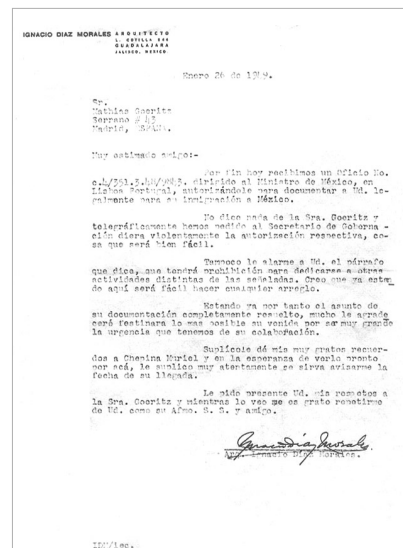 IGNACIO DIAZ MORALES ARQUITECTO
L. COTILLA
GUADALAJARA
JALISCO, MEXICO
Enero 26 de 1949.
Sr.
Mathias Goeritz
Serrano # 43
Madrid, ESPAÑA.
Muy estimado amigo:-
Por fin hoy recibimos un Oficio No.
dirigido al Ministro de México, en
Lisboa Portugal, autorizándole para documentar a Ud. le-
galmente para su inmigración a México.
No dice nada de la Sra. Goeritz y
telegráficamente hemos pedido al Secretario de Goberna -
ción diera violentamente la autorización respectiva, co-
sa que será bien fácil.
Tampoco le alarme a Ud. el párrafo
que dice, que tendrá prohibición para dedicarse a otras
actividades distintas de las señaladas. Creo que ya estan
do aquí será fácil hacer cualquier arreglo.
Estando ya por tanto el asunto de
su documentación completamente resuelto, mucho le agrade
ceré festinara lo mas posible su venida por ser muy grande
la urgencia que tenemos de su colaboración.
Suplícole dé mis muy gratos recuer-
dos a Chepina Muriel y en la esperanza de verlo pronto
por acá, le suplico muy atentamente se sirva avisarme la
fecha de su llegada.
Le pido presente Ud. mis respetos a
la Sra. Goeritz y mientras lo veo me es grato repetirme
de Ud. como su Afmo. S. S. y amigo.
Ignacio Díaz Morales
Arq. Ignacio Díaz Morales.
IDM/iec.